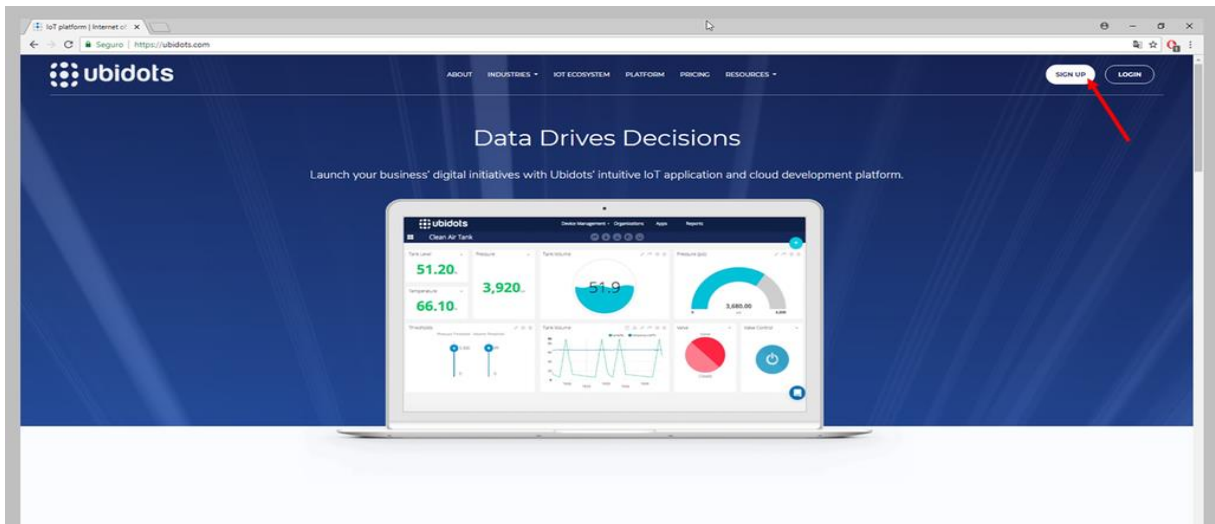 IoT platform | Internet of
Seguro | https://ubidots.com
ubidots
ABOUT INDUSTRIES IOT ECOSYSTEM PLATFORM PRICING RESOURCES
SIGN UP LOGIN
Data Drives Decisions
Launch your business' digital initiatives with Ubidots' intuitive IoT application and cloud development platform.
ubidots
Device Management Organizations Apps Reports
Clean Air Tank
Tank Level Pressure Tank Volume Pressure (psi)
51.20
3,920
51.9
Temperature
66.10
3,680.00
Thresholds Tank Volume Valve Valve Control